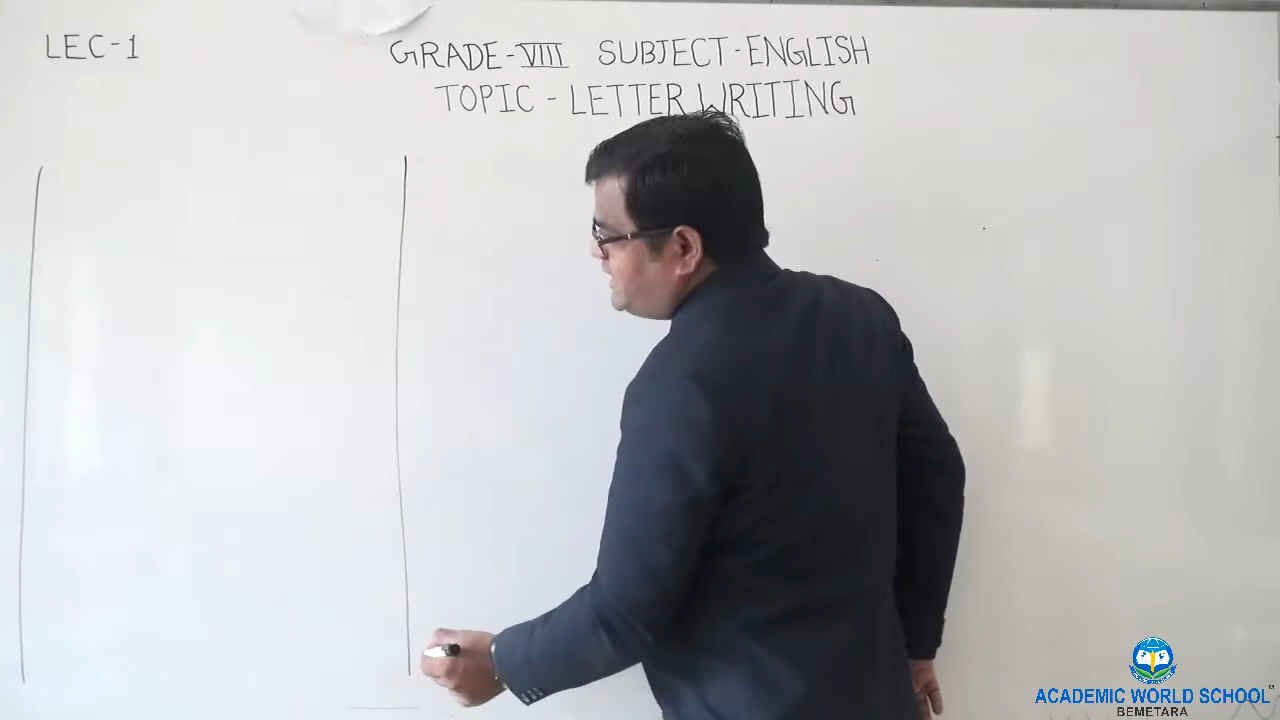 LEC-1
GRADE-VIII SUBJECT-ENGLISH
TOPIC - LETTER WRITING
ACADEMIC WORLD SCHOOL
BEMETARA